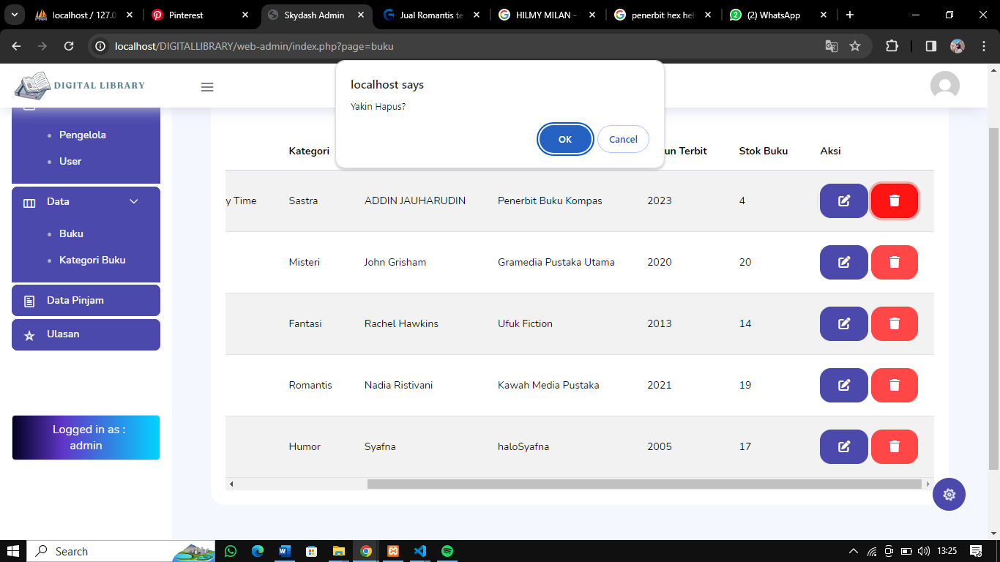 localhost / 127.0
Pinterest
Skydash Admin
Jual Romantis te
HILMY MILAN -
penerbit hex hel
(2) WhatsApp
localhost/DIGITALLIBRARY/web-admin/index.php?page=buku
DIGITAL LIBRARY
localhost says
Yakin Hapus?
OK
Cancel
Pengelola
User
Data
Buku
Kategori Buku
Data Pinjam
Ulasan
Logged in as :
admin
Kategori un Terbit Stok Buku Aksi
y Time Sastra ADDIN JAUHARUDIN Penerbit Buku Kompas 2023 4
Misteri John Grisham Gramedia Pustaka Utama 2020 20
Fantasi Rachel Hawkins Ufuk Fiction 2013 14
Romantis Nadia Ristivani Kawah Media Pustaka 2021 19
Humor Syafna haloSyafna 2005 17
Search
13:25